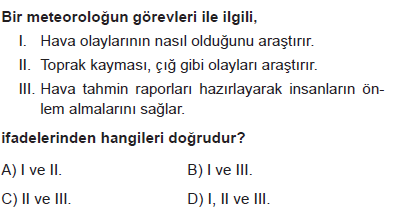 Bir meteoroloğun görevleri ile ilgili,
I. Hava olaylarının nasıl olduğunu araştırır.
II. Toprak kayması, çığ gibi olayları araştırır.
III. Hava tahmin raporları hazırlayarak insanların ön-
lem almalarını sağlar.
ifadelerinden hangileri doğrudur?
A) I ve II. B) I ve III.
C) II ve III. D) I, II ve III.